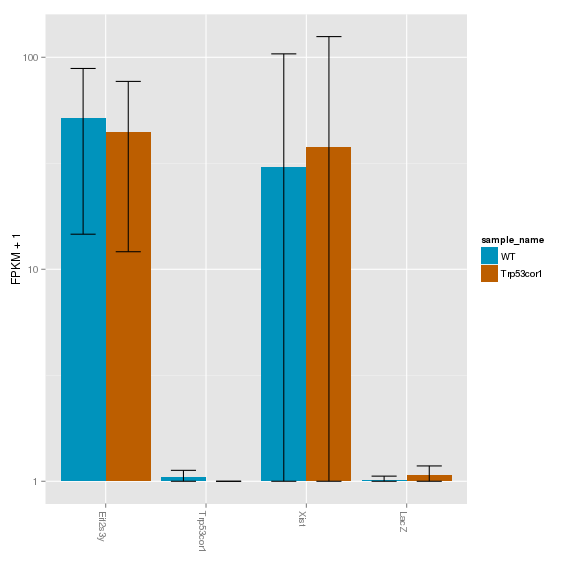 100
10
1
FPKM + 1
Eif2s3y
Trp53cor1
Xist
LacZ
sample_name
WT
Trp53cor1